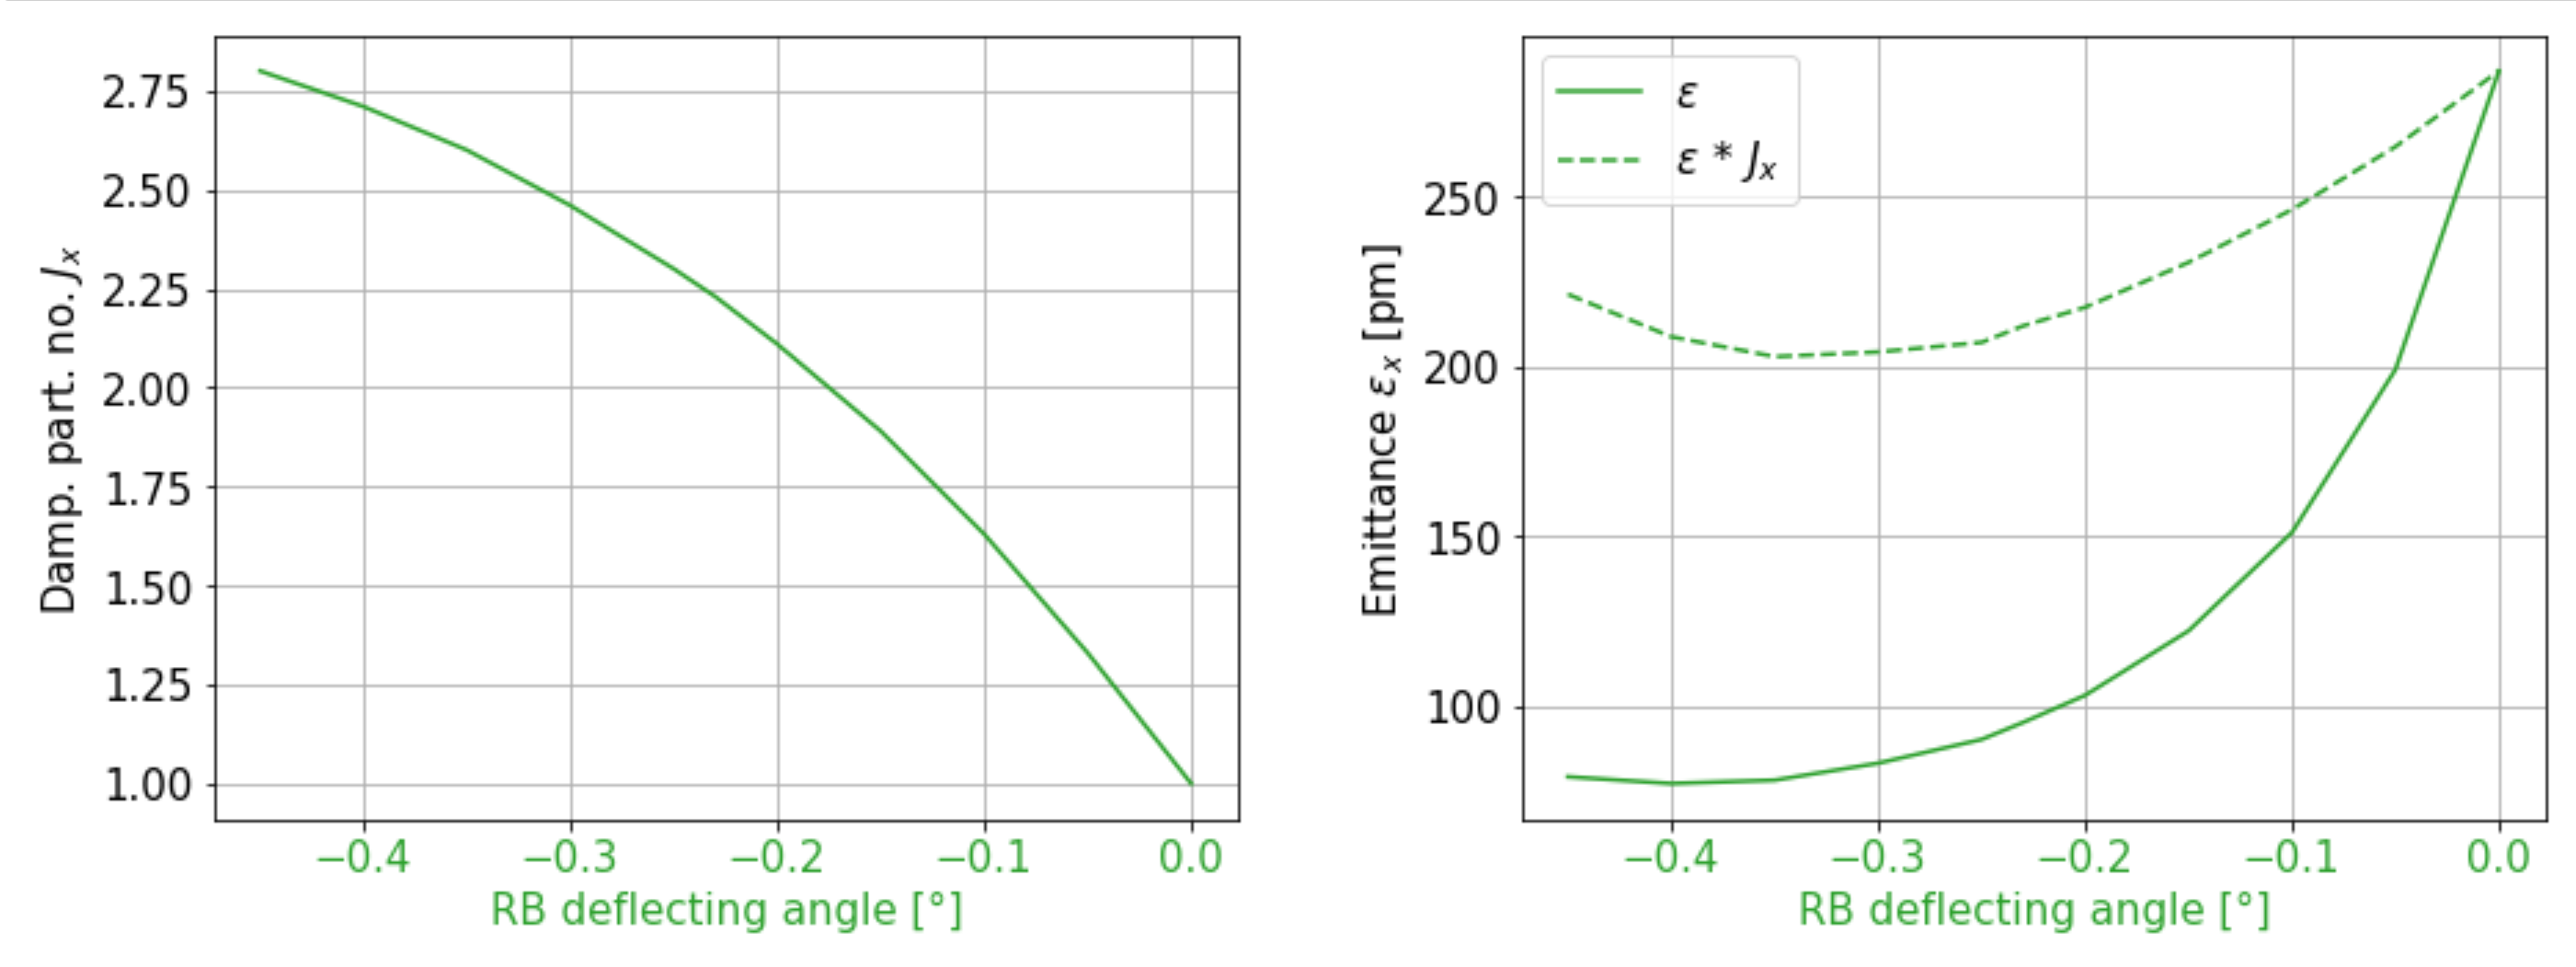 Damp. part. no. Jₓ
2.75
2.50
2.25
2.00
1.75
1.50
1.25
1.00
−0.4 −0.3 −0.2 −0.1 0.0
RB deflecting angle [°]
Emittance εₓ [pm]
250
200
150
100
ε
ε * Jₓ
−0.4 −0.3 −0.2 −0.1 0.0
RB deflecting angle [°]